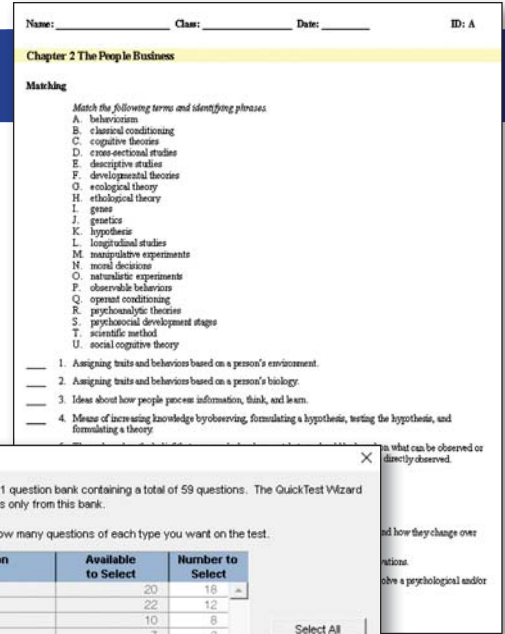 Name: Class: Date: ID: A
Chapter 2 The People Business
Matching
Match the following terms and identifying phrases.
A. behaviorism
B. classical conditioning
C. cognitive theories
D. cross-sectional studies
E. descriptive studies
F. developmental theories
G. ecological theory
H. ethological theory
I. genes
J. genetics
K. hypothesis
L. longitudinal studies
M. manipulative experiments
N. moral decisions
O. naturalistic experiments
P. observable behaviors
Q. operant conditioning
R. psychoanalytic theories
S. psychosocial development stages
T. scientific method
U. social cognitive theory
1. Assigning traits and behaviors based on a person's environment.
2. Assigning traits and behaviors based on a person's biology.
3. Ideas about how people process information, think, and learn.
4. Means of increasing knowledge by observing, formulating a hypothesis, testing the hypothesis, and
formulating a theory.
on what can be observed or
directly observed.
1 question bank containing a total of 59 questions. The QuickTest Wizard
s only from this bank.
ow many questions of each type you want on the test.
nd how they change over
on Available to Select Number to Select
20 18
22 12
10 8
Select All
olve a psychological and/or